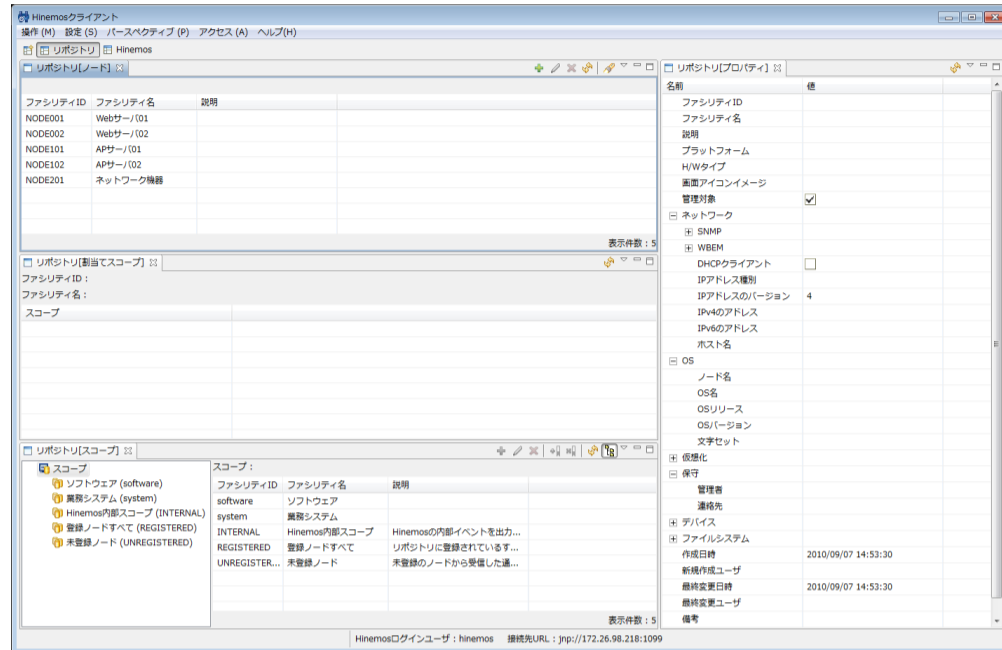 Hinemosクライアント
操作 (M) 設定 (S) パースペクティブ (P) アクセス (A) ヘルプ(H)
リポジトリ Hinemos
リポジトリ[ノード]
ファシリティID ファシリティ名 説明
NODE001 Webサーバ01
NODE002 Webサーバ02
NODE101 APサーバ01
NODE102 APサーバ02
NODE201 ネットワーク機器
表示件数：5
リポジトリ[割当てスコープ]
ファシリティID：
ファシリティ名：
スコープ
リポジトリ[スコープ]
スコープ
ソフトウェア (software)
業務システム (system)
Hinemos内部スコープ (INTERNAL)
登録ノードすべて (REGISTERED)
未登録ノード (UNREGISTERED)
スコープ：
ファシリティID ファシリティ名 説明
software ソフトウェア
system 業務システム
INTERNAL Hinemos内部スコープ Hinemosの内部イベントを出力...
REGISTERED 登録ノードすべて リポジトリに登録されているす...
UNREGISTER... 未登録ノード 未登録のノードから受信した通...
表示件数：5
リポジトリ[プロパティ]
名前 値
ファシリティID
ファシリティ名
説明
プラットフォーム
H/Wタイプ
画面アイコンイメージ
管理対象
ネットワーク
SNMP
WBEM
DHCPクライアント
IPアドレス種別
IPアドレスのバージョン 4
IPv4のアドレス
IPv6のアドレス
ホスト名
OS
ノード名
OS名
OSリリース
OSバージョン
文字セット
仮想化
保守
管理者
連絡先
デバイス
ファイルシステム
作成日時 2010/09/07 14:53:30
新規作成ユーザ
最終変更日時 2010/09/07 14:53:30
最終変更ユーザ
備考
Hinemosログインユーザ：hinemos 接続先URL：jnp://172.26.98.218:1099